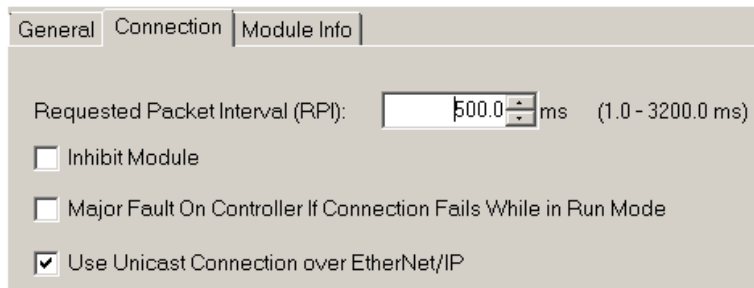 General Connection Module Info
Requested Packet Interval (RPI): 500.0 ms (1.0 - 3200.0 ms)
Inhibit Module
Major Fault On Controller If Connection Fails While in Run Mode
Use Unicast Connection over EtherNet/IP